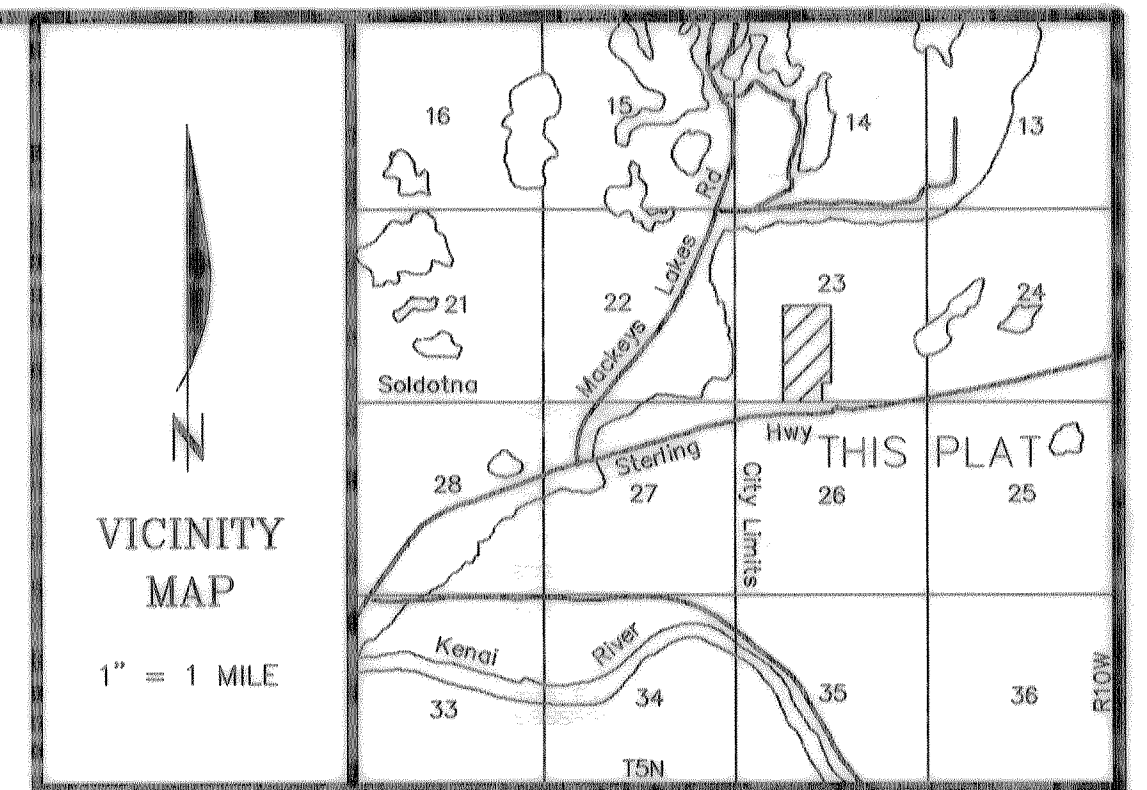 N
VICINITY
MAP
1" = 1 MILE
16
15
14
13
Mackeys Lakes Rd
21
22
23
24
Soldotna
Sterling Hwy
THIS PLAT
28
27
26
25
City Limits
Kenai River
33
34
35
36
R10W
T5N